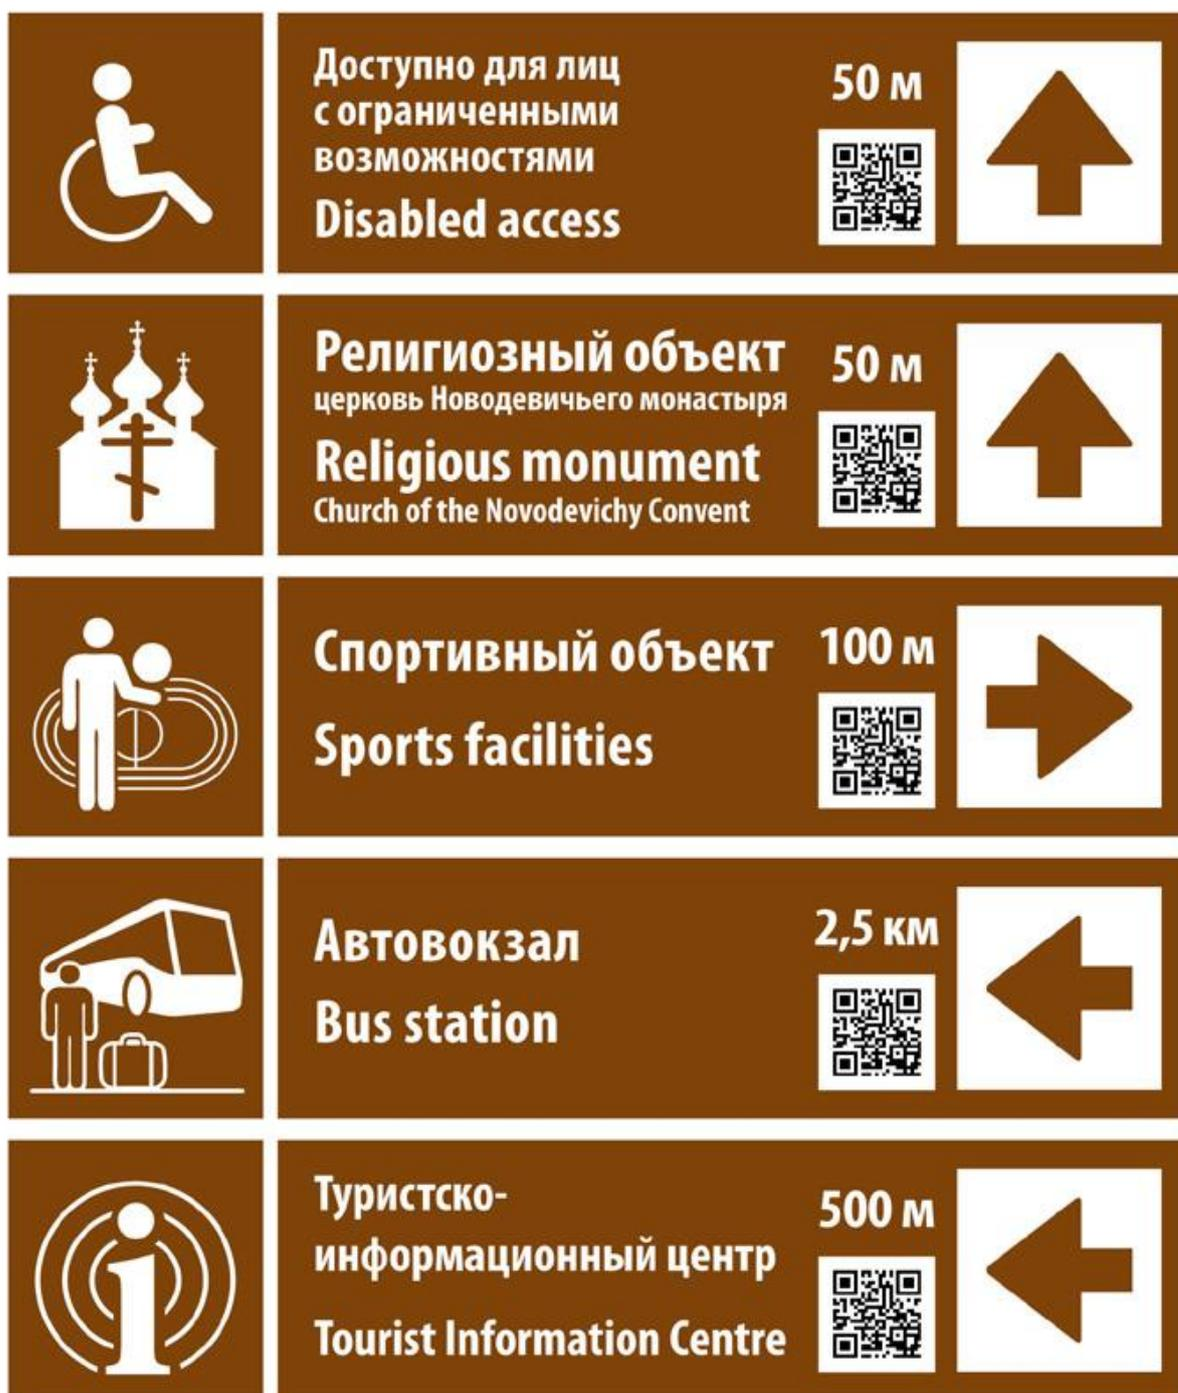 Доступно для лиц
с ограниченными
возможностями
Disabled access
50 м
Религиозный объект
церковь Новодевичьего монастыря
Religious monument
Church of the Novodevichy Convent
50 м
Спортивный объект
Sports facilities
100 м
Автовокзал
Bus station
2,5 км
Туристско-
информационный центр
Tourist Information Centre
500 м